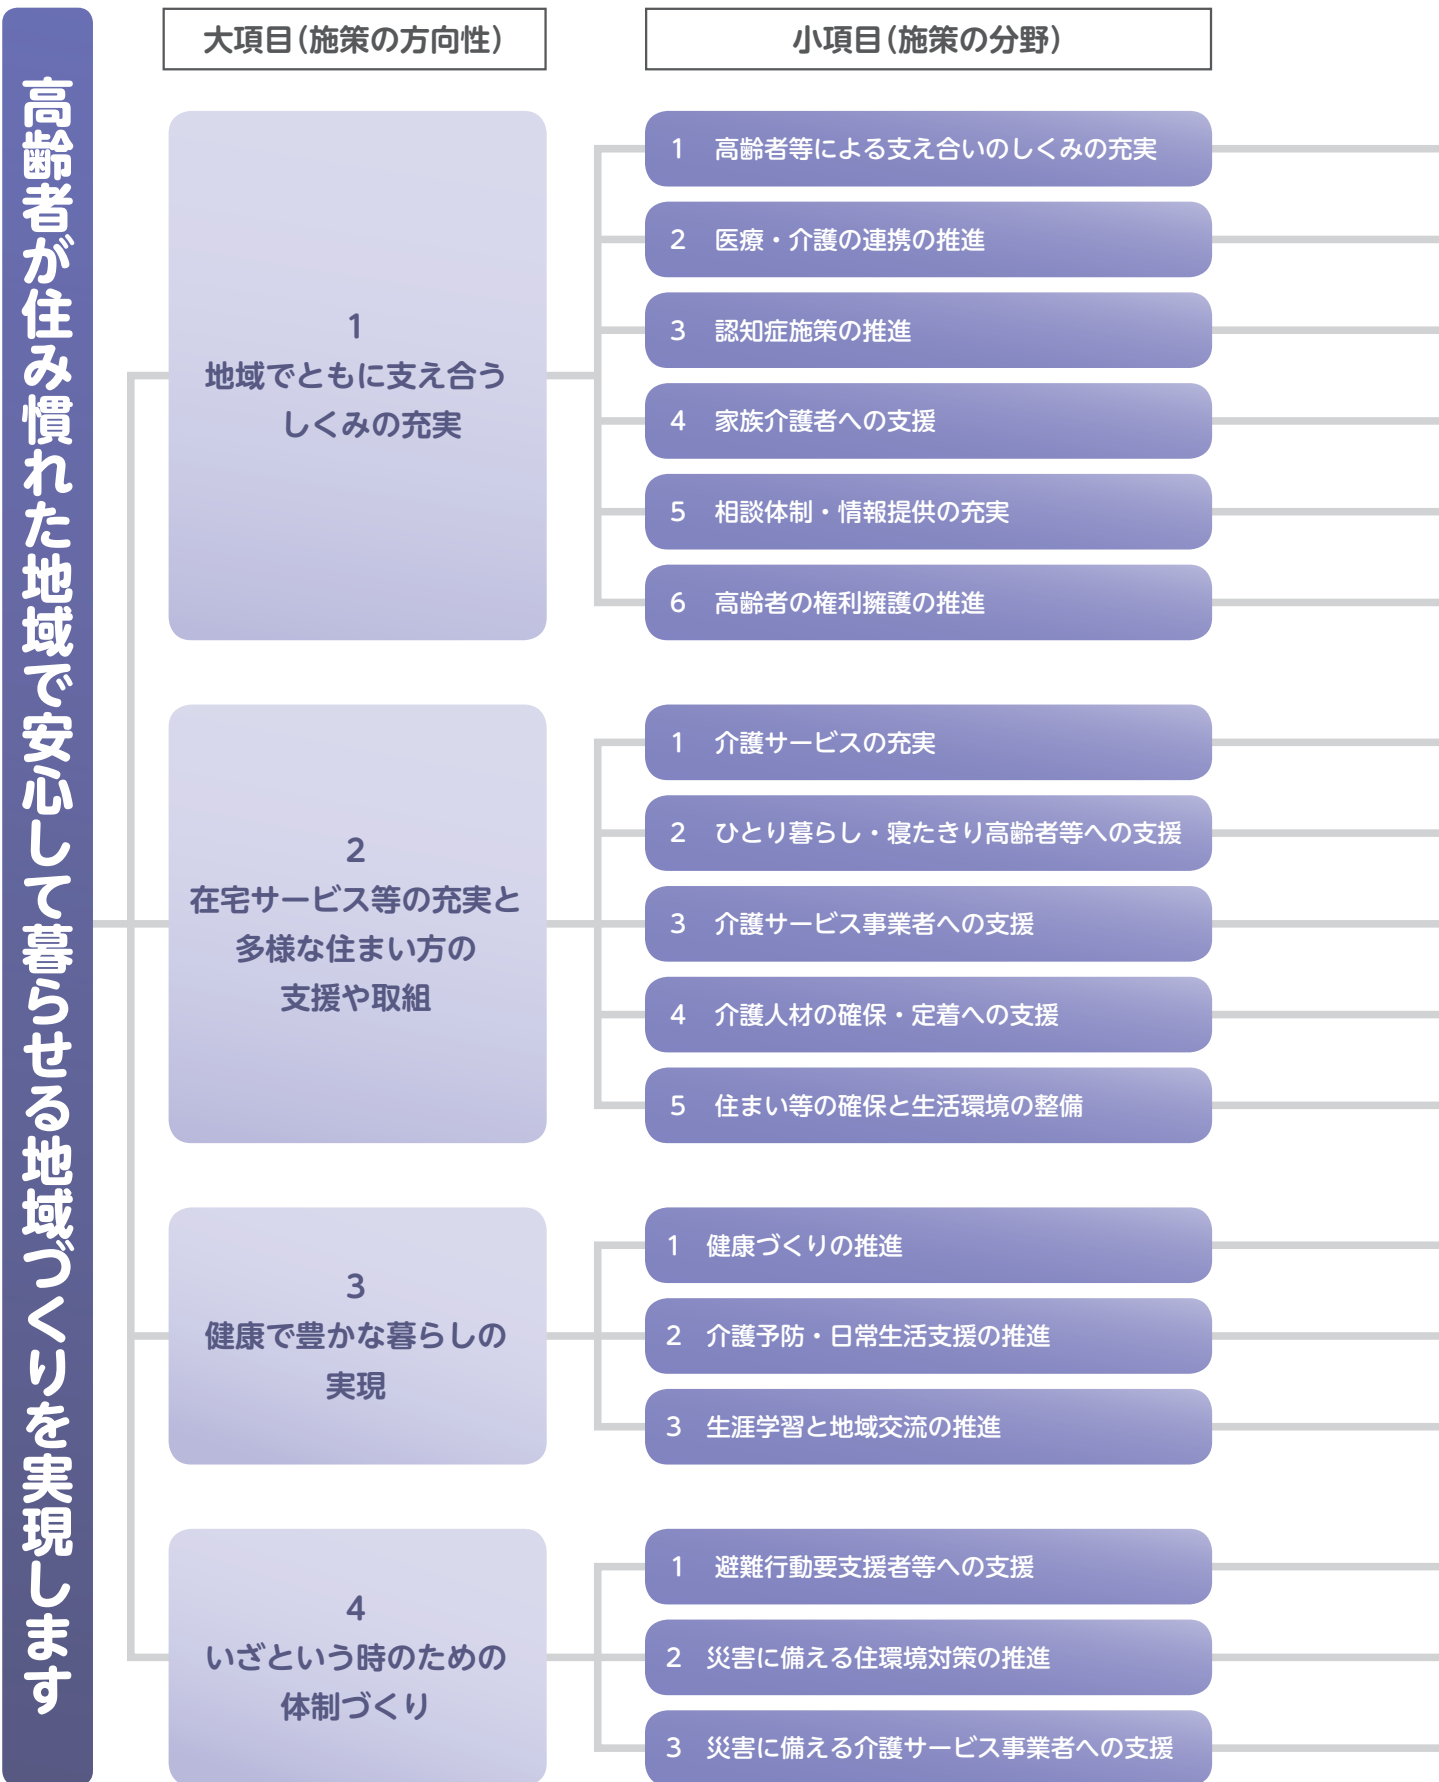 高齢者が住み慣れた地域で安心して暮らせる地域づくりを実現します
大項目(施策の方向性)
小項目(施策の分野)
1
地域でともに支え合う
しくみの充実
1 高齢者等による支え合いのしくみの充実
2 医療・介護の連携の推進
3 認知症施策の推進
4 家族介護者への支援
5 相談体制・情報提供の充実
6 高齢者の権利擁護の推進
2
在宅サービス等の充実と
多様な住まい方の
支援や取組
1 介護サービスの充実
2 ひとり暮らし・寝たきり高齢者等への支援
3 介護サービス事業者への支援
4 介護人材の確保・定着への支援
5 住まい等の確保と生活環境の整備
3
健康で豊かな暮らしの
実現
1 健康づくりの推進
2 介護予防・日常生活支援の推進
3 生涯学習と地域交流の推進
4
いざという時のための
体制づくり
1 避難行動要支援者等への支援
2 災害に備える住環境対策の推進
3 災害に備える介護サービス事業者への支援